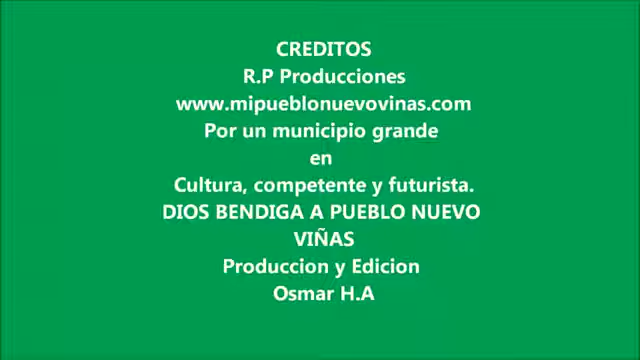 CREDITOS
R.P Producciones
www.mipueblonuevovinas.com
Por un municipio grande
en
Cultura, competente y futurista.
DIOS BENDIGA A PUEBLO NUEVO
VIÑAS
Produccion y Edicion
Osmar H.A